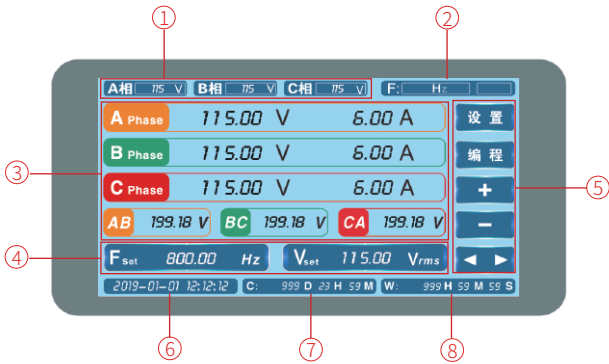 ① ②
A相 115 V B相 115 V C相 115 V F: Hz
A Phase 115.00 V 6.00 A 设置
B Phase 115.00 V 6.00 A 编程
③ C Phase 115.00 V 6.00 A + ⑤
AB 199.18 V BC 199.18 V CA 199.18 V −
④ Fset 800.00 Hz Vset 115.00 Vrms ◀ ▶
2019-01-01 12:12:12 C: 999 D 23 H 59 M W: 999 H 59 M 59 S
⑥ ⑦ ⑧